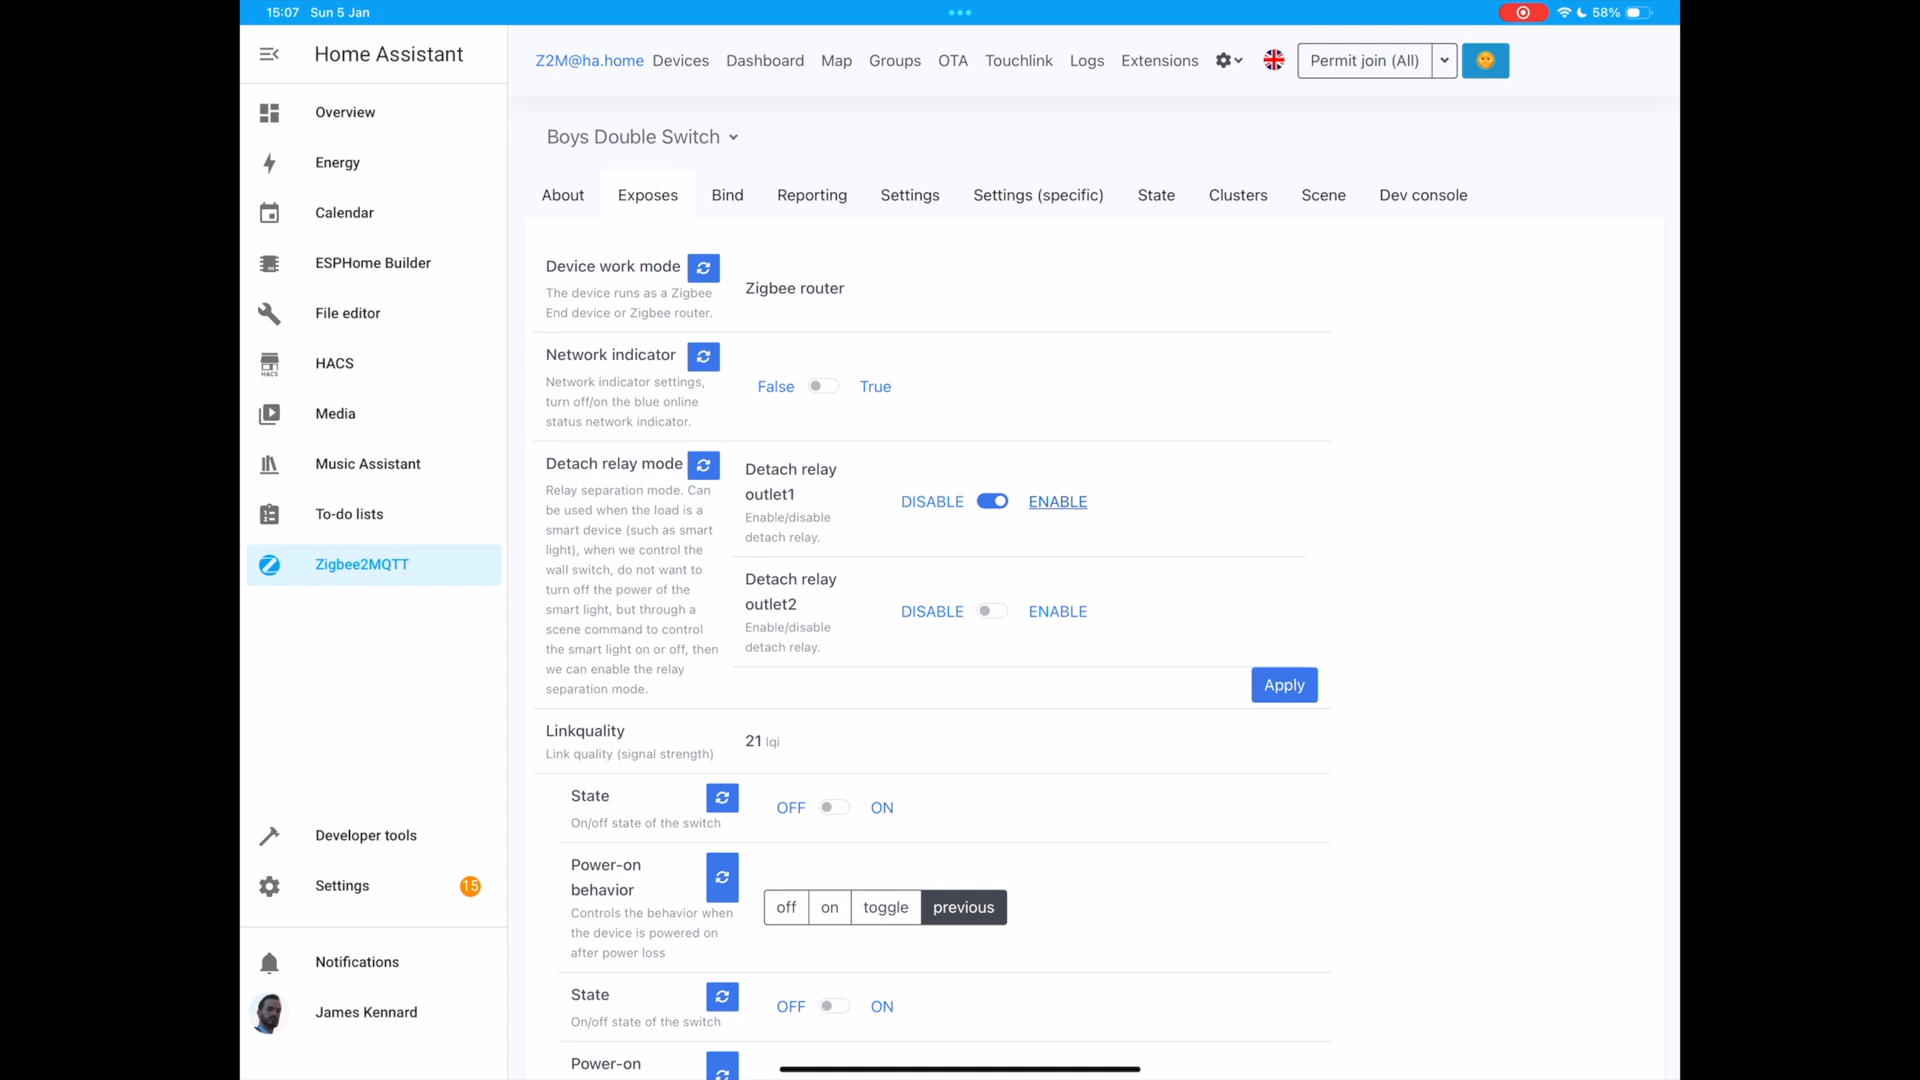 15:07 Sun 5 Jan
58%
Home Assistant
Overview
Energy
Calendar
ESPHome Builder
File editor
HACS
HACS
Media
Music Assistant
To-do lists
Zigbee2MQTT
Developer tools
Settings 15
Notifications
James Kennard
Z2M@ha.home Devices Dashboard Map Groups OTA Touchlink Logs Extensions Permit join (All)
Boys Double Switch
About Exposes Bind Reporting Settings Settings (specific) State Clusters Scene Dev console
Device work mode
The device runs as a Zigbee
End device or Zigbee router.
Zigbee router
Network indicator
Network indicator settings,
turn off/on the blue online
status network indicator.
False True
Detach relay mode
Relay separation mode. Can
be used when the load is a
smart device (such as smart
light), when we control the
wall switch, do not want to
turn off the power of the
smart light, but through a
scene command to control
the smart light on or off, then
we can enable the relay
separation mode.
Detach relay
outlet1
Enable/disable
detach relay.
DISABLE ENABLE
Detach relay
outlet2
Enable/disable
detach relay.
DISABLE ENABLE
Apply
Linkquality
Link quality (signal strength)
21 lqi
State
On/off state of the switch
OFF ON
Power-on
behavior
Controls the behavior when
the device is powered on
after power loss
off on toggle previous
State
On/off state of the switch
OFF ON
Power-on